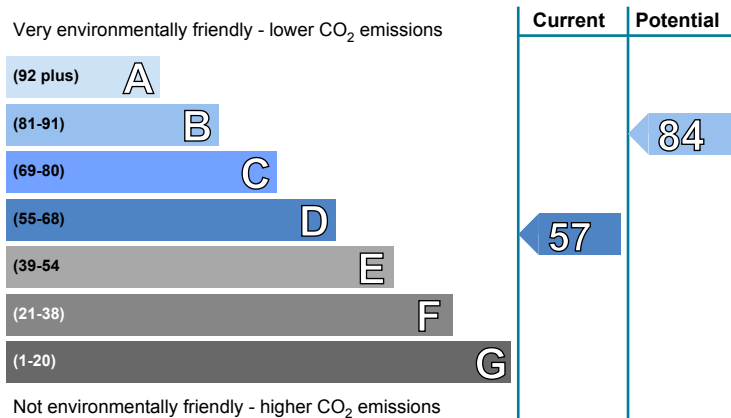 Very environmentally friendly - lower CO2 emissions
Current
Potential
(92 plus) A
(81-91) B
84
(69-80) C
(55-68) D
57
(39-54 E
(21-38) F
(1-20) G
Not environmentally friendly - higher CO2 emissions